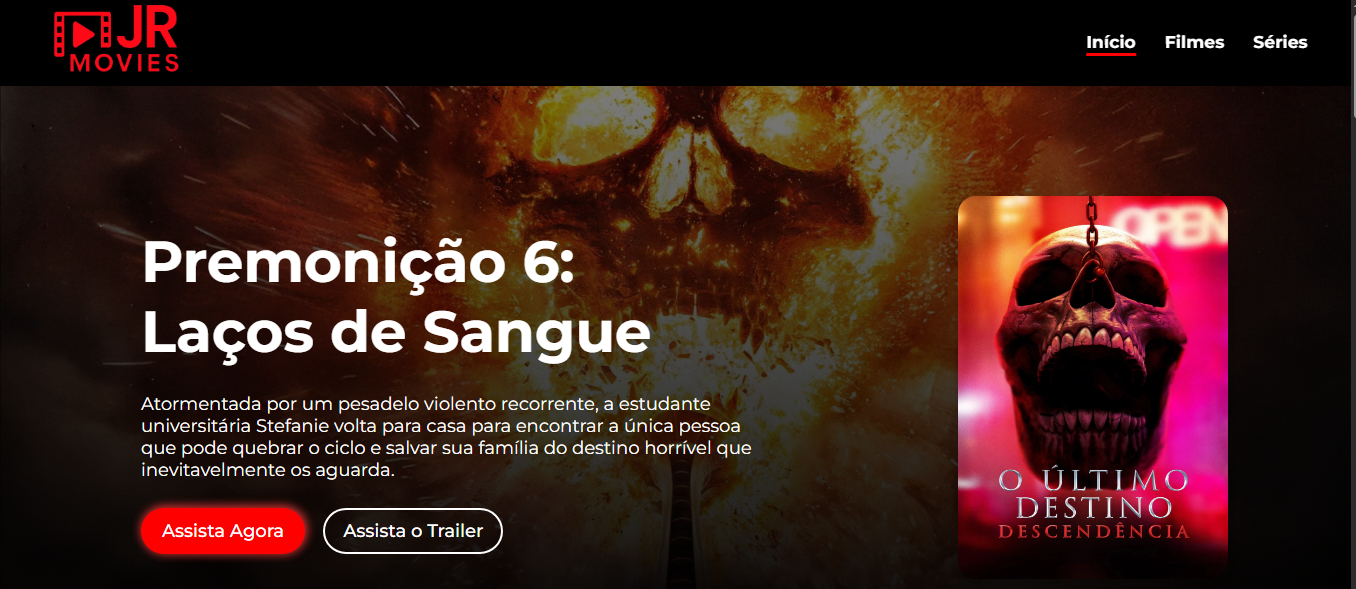 JR
MOVIES
Início Filmes Séries
Premonição 6:
Laços de Sangue
Atormentada por um pesadelo violento recorrente, a estudante
universitária Stefanie volta para casa para encontrar a única pessoa
que pode quebrar o ciclo e salvar sua família do destino horrível que
inevitavelmente os aguarda.
Assista Agora Assista o Trailer
OPEN
O ÚLTIMO
DESTINO
DESCENDÊNCIA